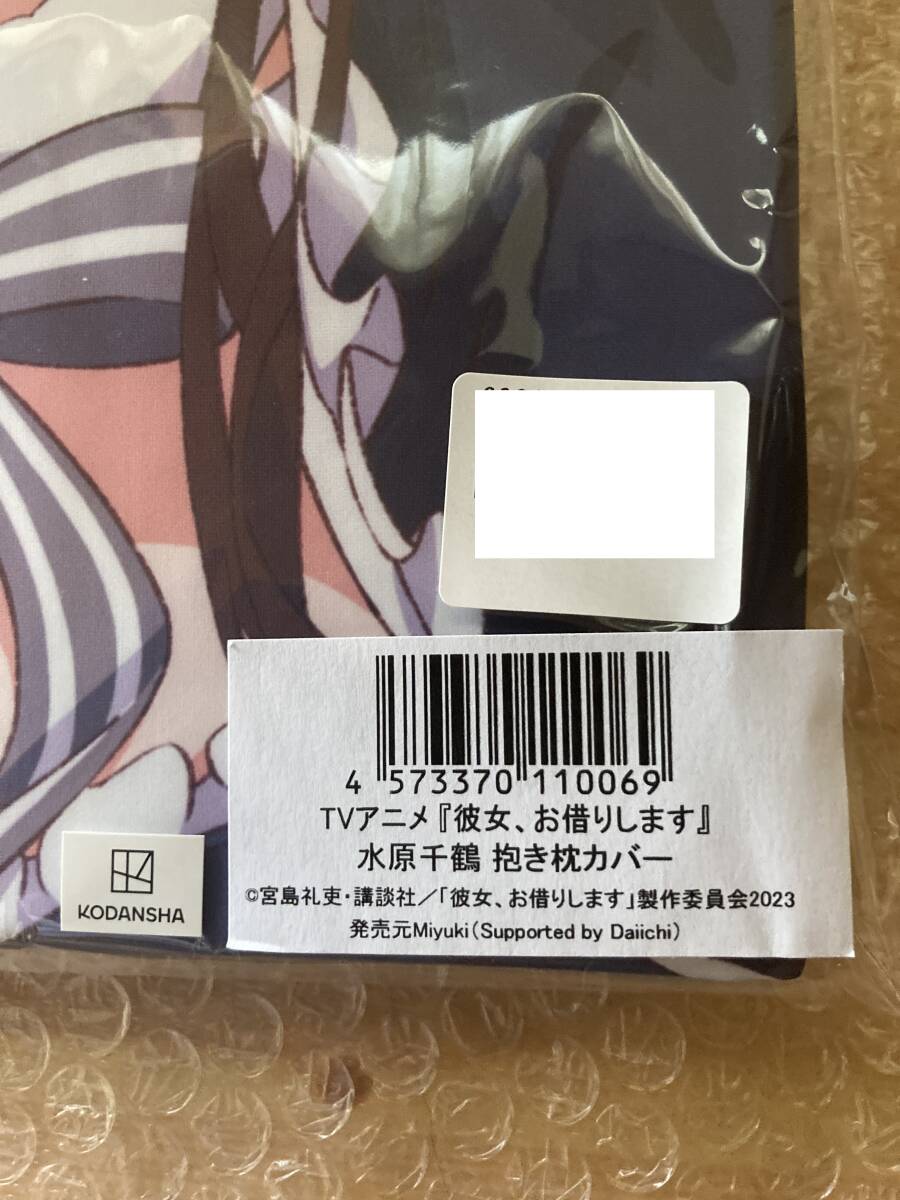 4 573370 110069
TVアニメ『彼女、お借りします』
水原千鶴 抱き枕カバー
©宮島礼吏・講談社／「彼女、お借りします」製作委員会2023
発売元Miyuki（Supported by Daiichi）
KODANSHA